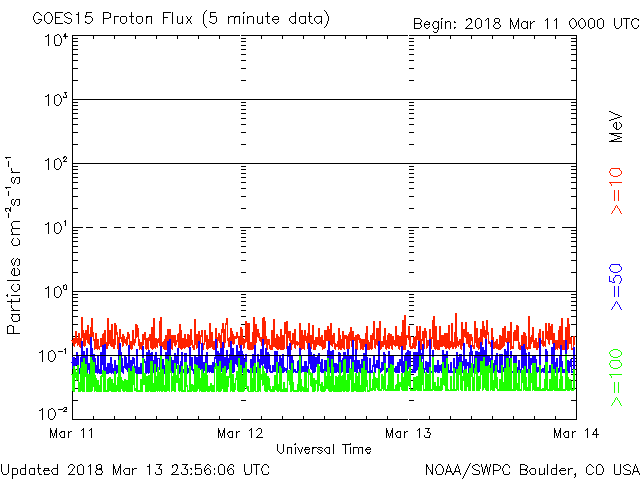 GOES15 Proton Flux (5 minute data)
Begin: 2018 Mar 11 0000 UTC
Particles cm⁻²s⁻¹sr⁻¹
10⁴
10³
10²
10¹
10⁰
10⁻¹
10⁻²
MeV
>=10
>=50
>=100
Mar 11
Mar 12
Mar 13
Mar 14
Universal Time
Updated 2018 Mar 13 23:56:06 UTC
NOAA/SWPC Boulder, CO USA